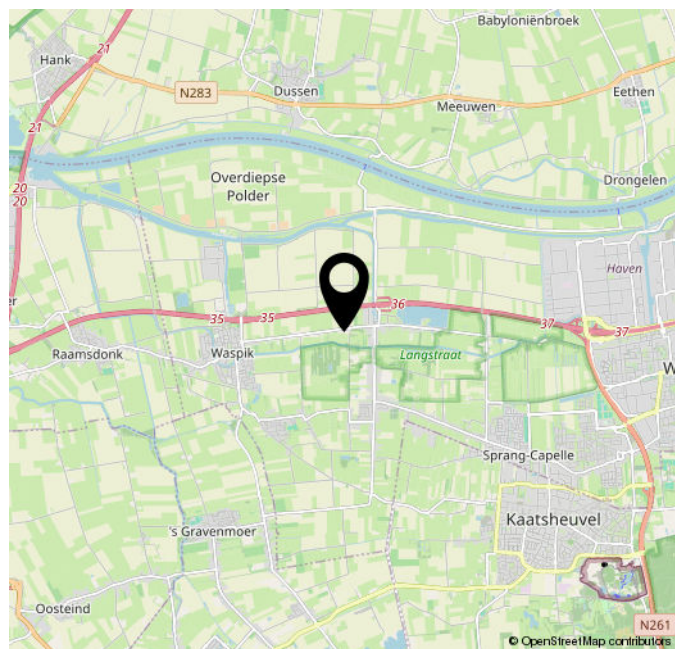 Babyloniënbroek
21
Hank
N283
Dussen
Eethen
Meeuwen
21
Overdiepse
Polder
Drongelen
20
20
Haven
36
35
35
37
37
Raamsdonk
Waspik
Langstraat
W
Sprang-Capelle
Kaatsheuvel
's Gravenmoer
Oosteind
N261
© OpenStreetMap contributors